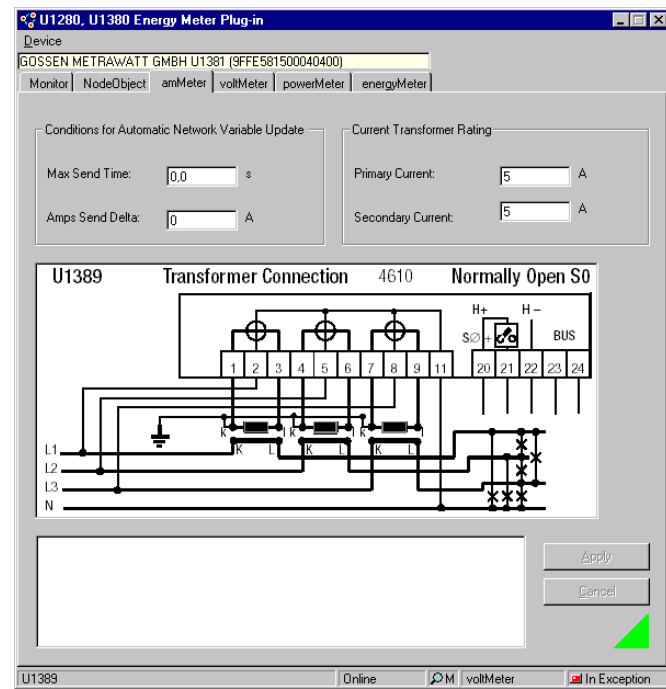 U1280, U1380 Energy Meter Plug-in
Device
GOSSEN METRAWATT GMBH U1381 (9FFE581500040400)
Monitor NodeObject amMeter voltMeter powerMeter energyMeter
Conditions for Automatic Network Variable Update
Max Send Time: 0,0 s
Amps Send Delta: 0 A
Current Transformer Rating
Primary Current: 5 A
Secondary Current: 5 A
U1389 Transformer Connection 4610 Normally Open S0
H+ H-
SØ + BUS
1 2 3 4 5 6 7 8 9 11 20 21 22 23 24
k l k l k l
L1 K L K L K L
L2
L3
N
Apply
Cancel
U1389 Online M voltMeter In Exception